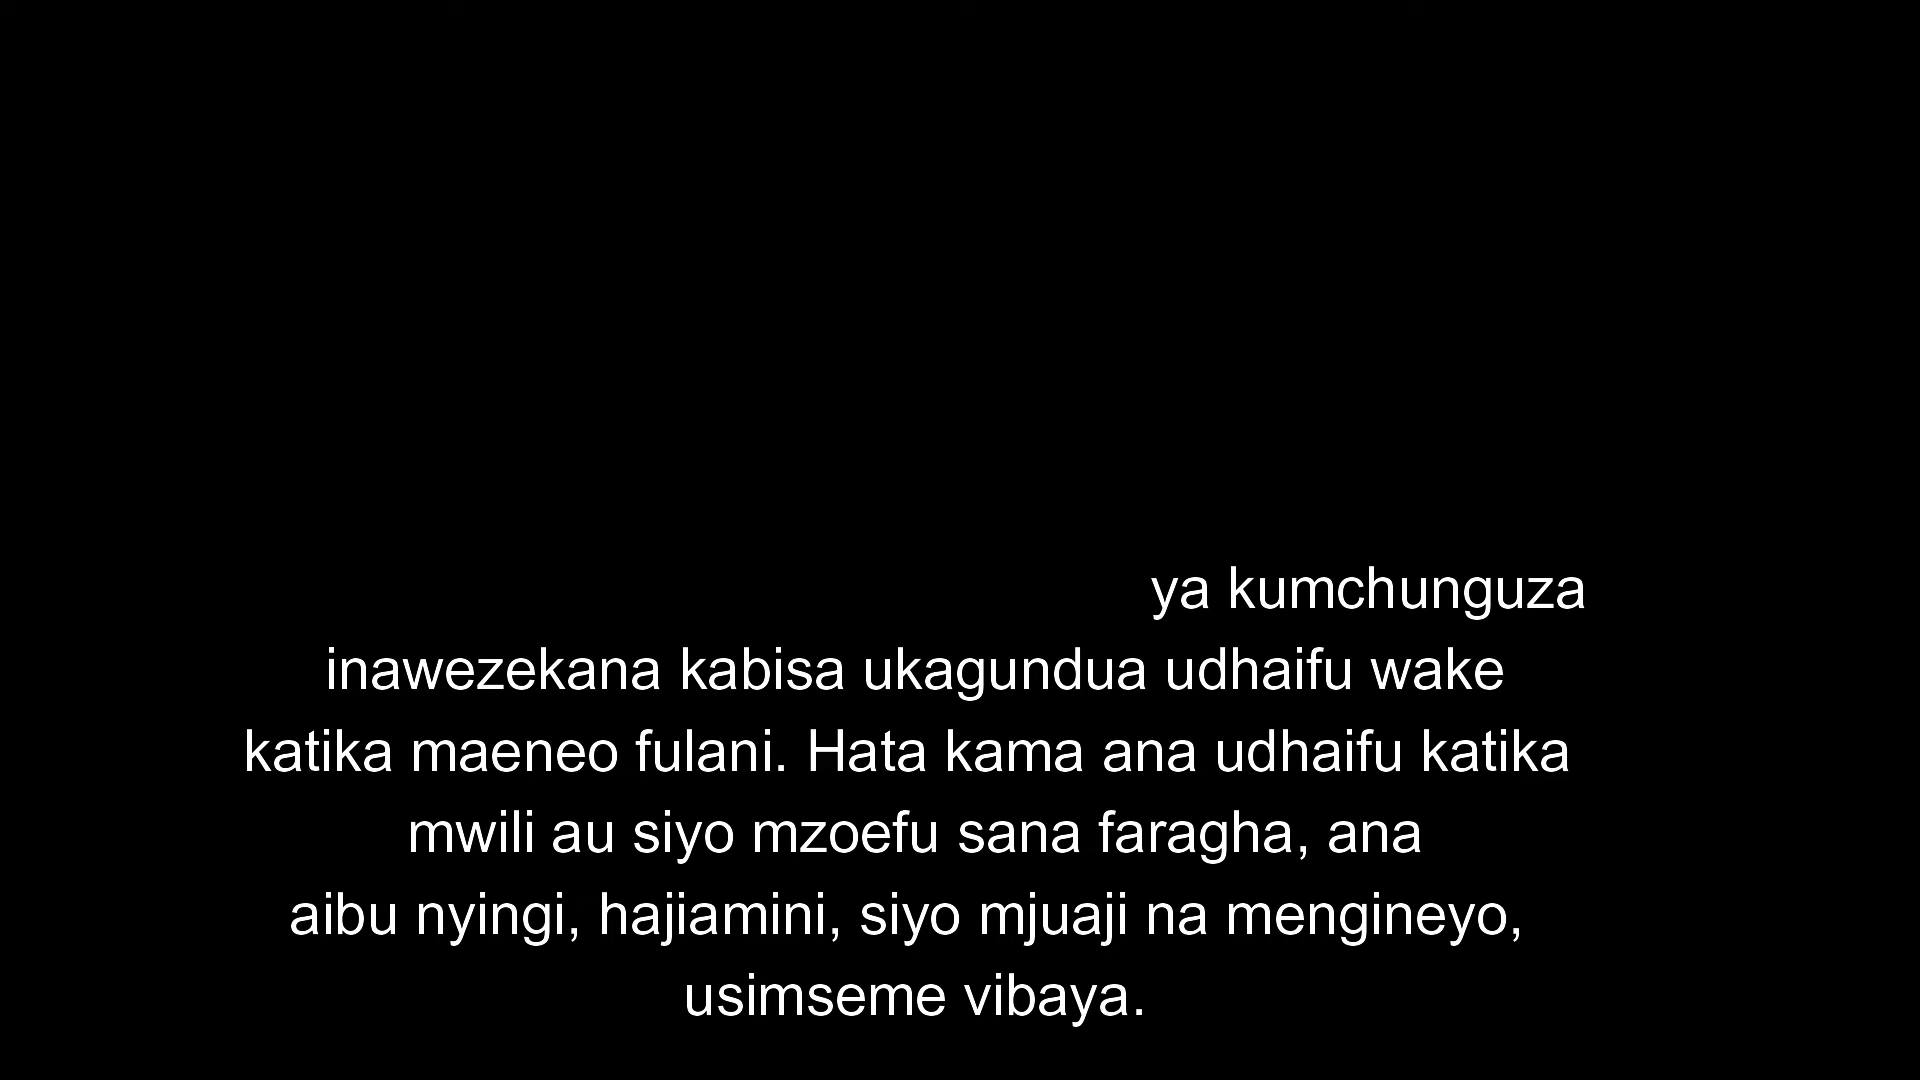 ya kumchunguza
inawezekana kabisa ukagundua udhaifu wake
katika maeneo fulani. Hata kama ana udhaifu katika
mwili au siyo mzoefu sana faragha, ana
aibu nyingi, hajiamini, siyo mjuaji na mengineyo,
usimseme vibaya.